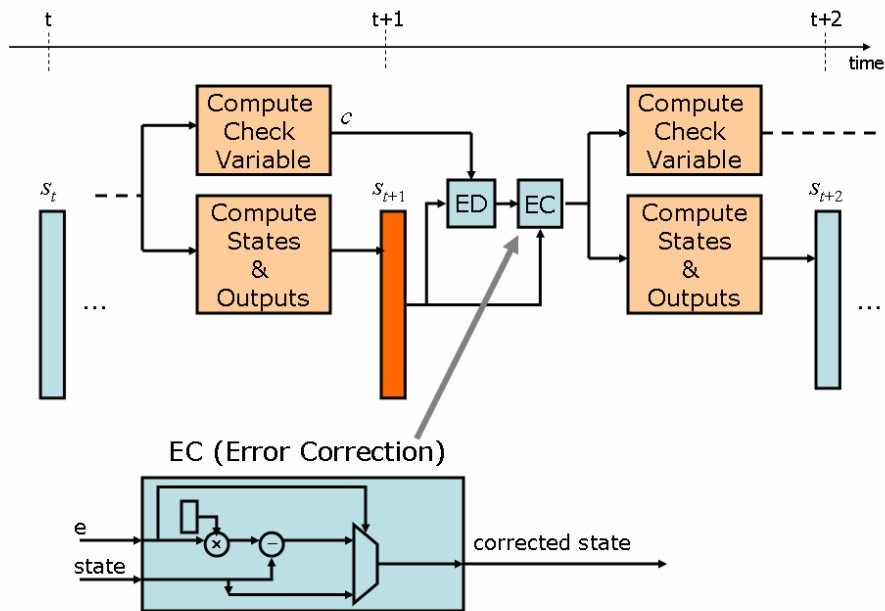 t t+1 t+2
time
Compute
Check
Variable
c
Compute
Check
Variable
s_t
s_{t+1}
ED
EC
s_{t+2}
Compute
States
&
Outputs
Compute
States
&
Outputs
...
...
EC (Error Correction)
e
×
−
state
corrected state